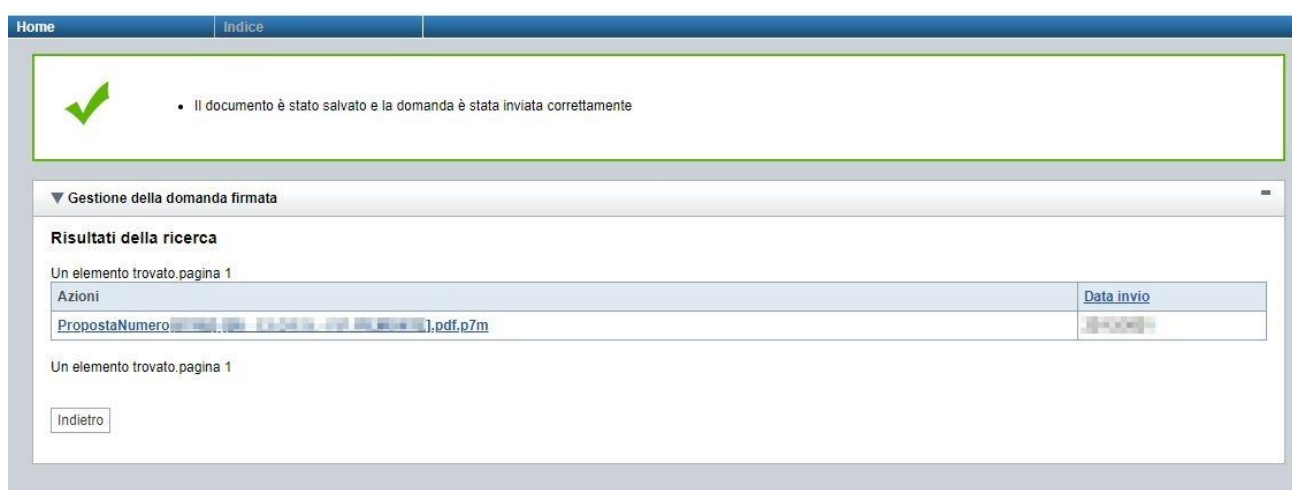 Home Indice
Il documento è stato salvato e la domanda è stata inviata correttamente
Gestione della domanda firmata
Risultati della ricerca
Un elemento trovato.pagina 1
Azioni Data invio
PropostaNumero ].pdf.p7m
Un elemento trovato.pagina 1
Indietro